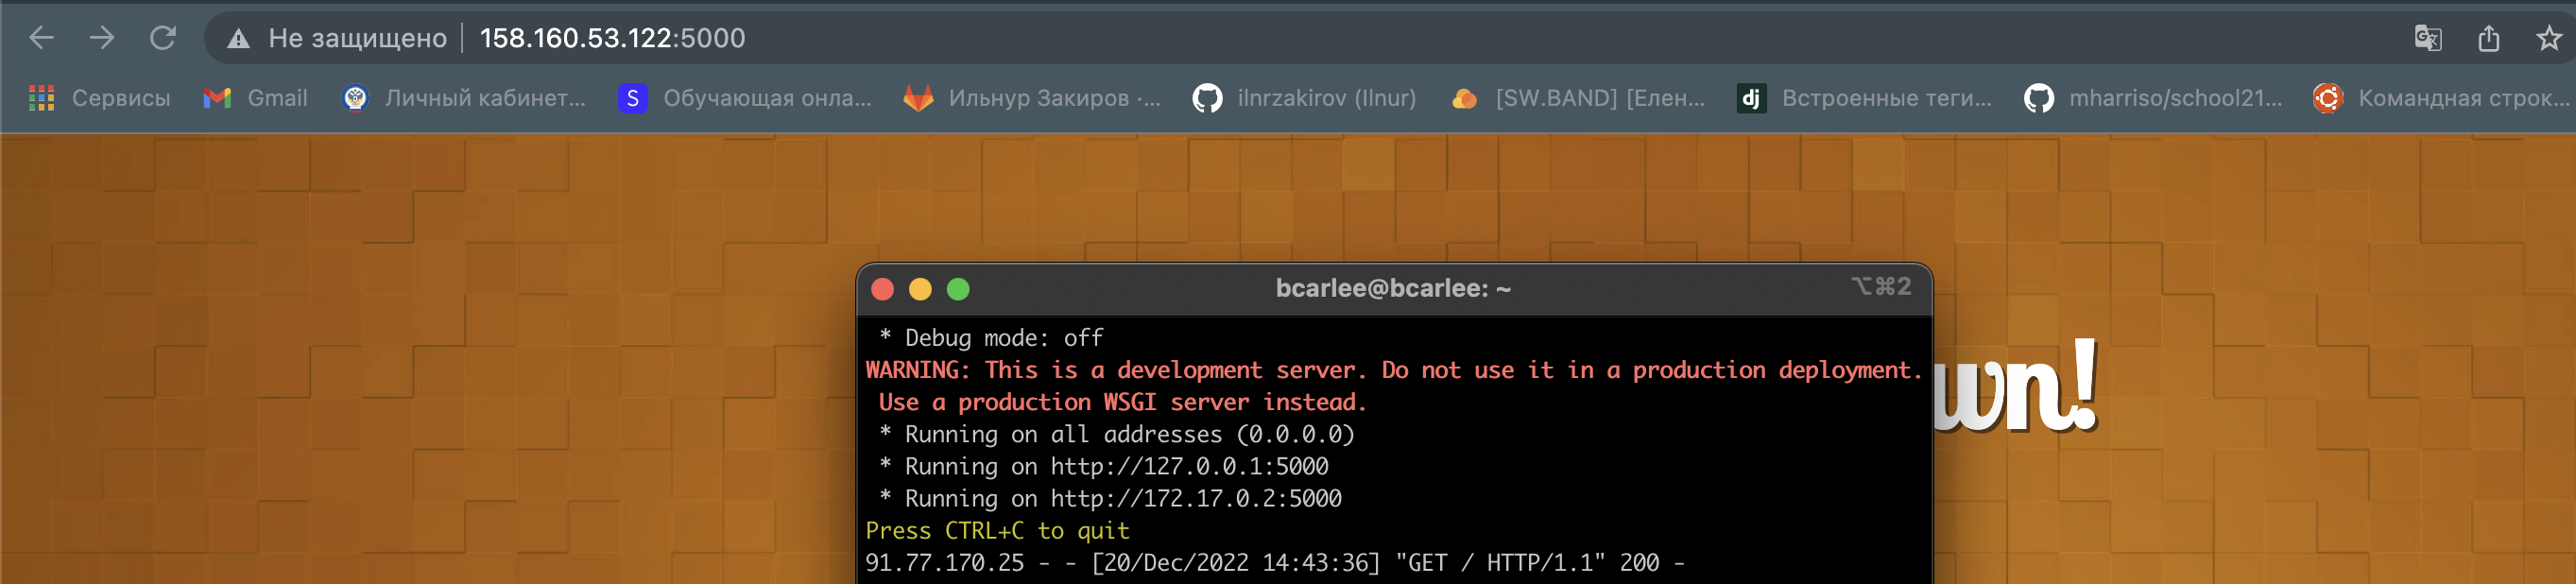 Не защищено 158.160.53.122:5000
Сервисы Gmail Личный кабинет... S Обучающая онла... Ильнур Закиров ·... ilnrzakirov (Ilnur) [SW.BAND] [Елен... dj Встроенные теги... mharriso/school21... Командная строк...
bcarlee@bcarlee: ~ ⌥⌘2
* Debug mode: off
WARNING: This is a development server. Do not use it in a production deployment.
Use a production WSGI server instead.
* Running on all addresses (0.0.0.0)
* Running on http://127.0.0.1:5000
* Running on http://172.17.0.2:5000
Press CTRL+C to quit
91.77.170.25 - - [20/Dec/2022 14:43:36] "GET / HTTP/1.1" 200 -
wn!